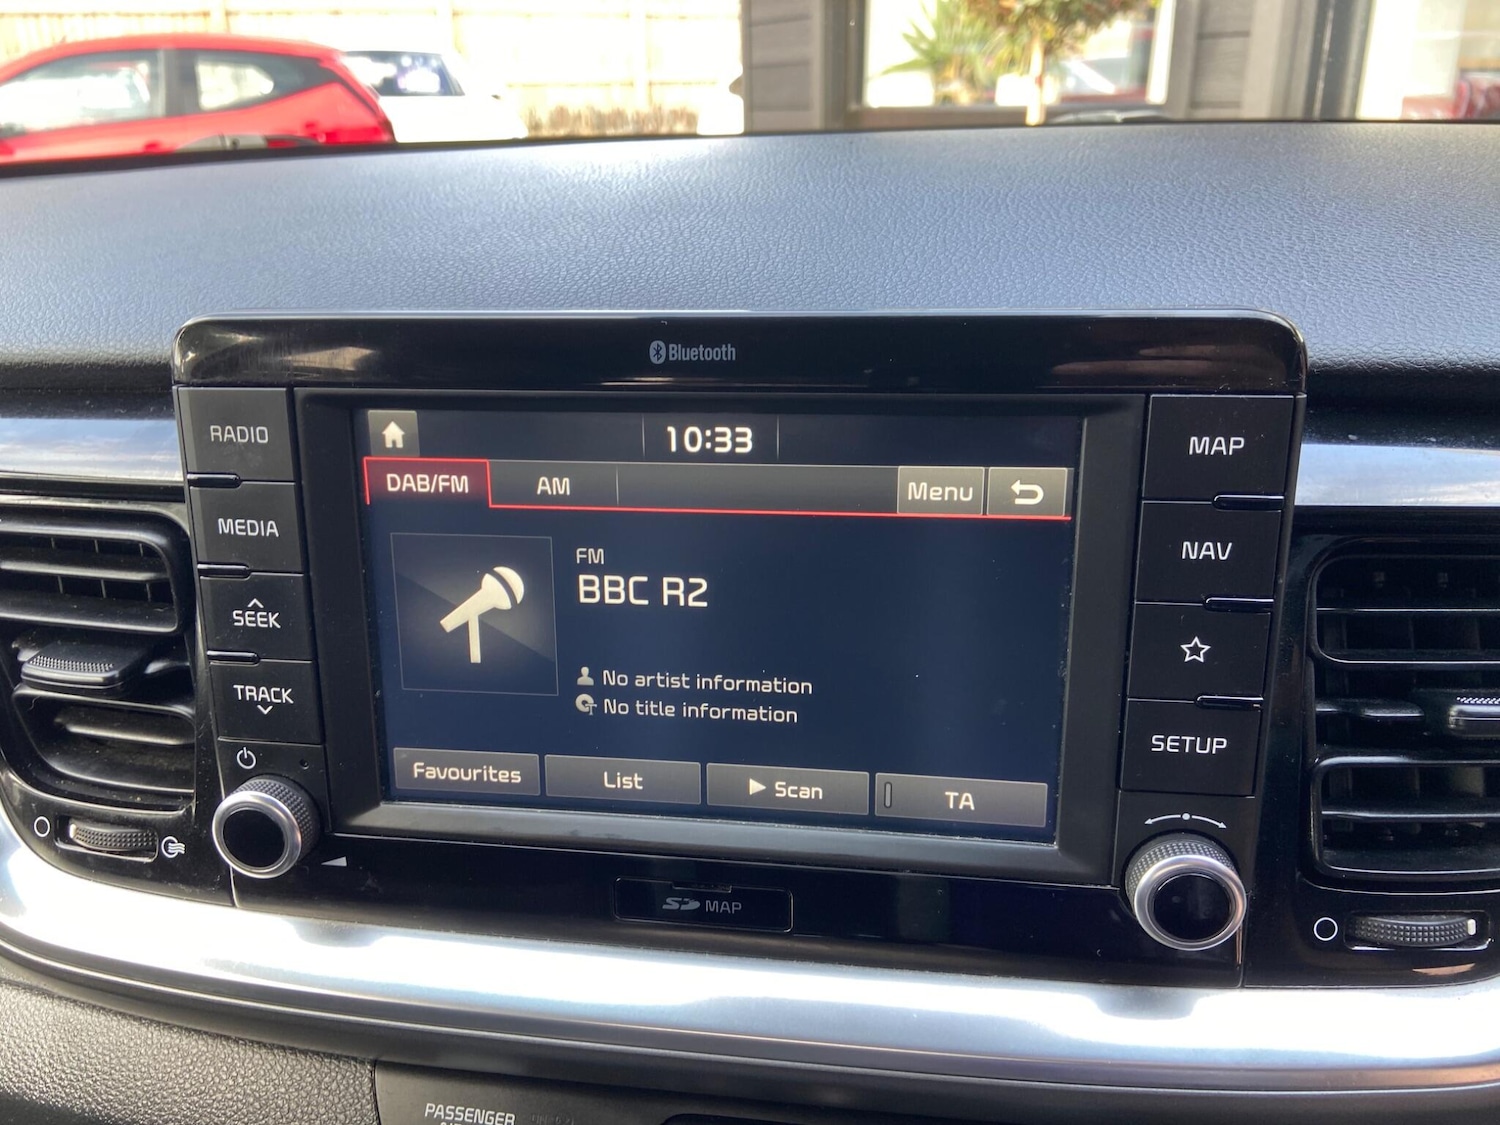 Bluetooth
RADIO
MEDIA
SEEK
TRACK
10:33
DAB/FM
AM
Menu
FM
BBC R2
No artist information
No title information
Favourites
List
Scan
TA
MAP
NAV
SETUP
SD MAP
PASSENGER